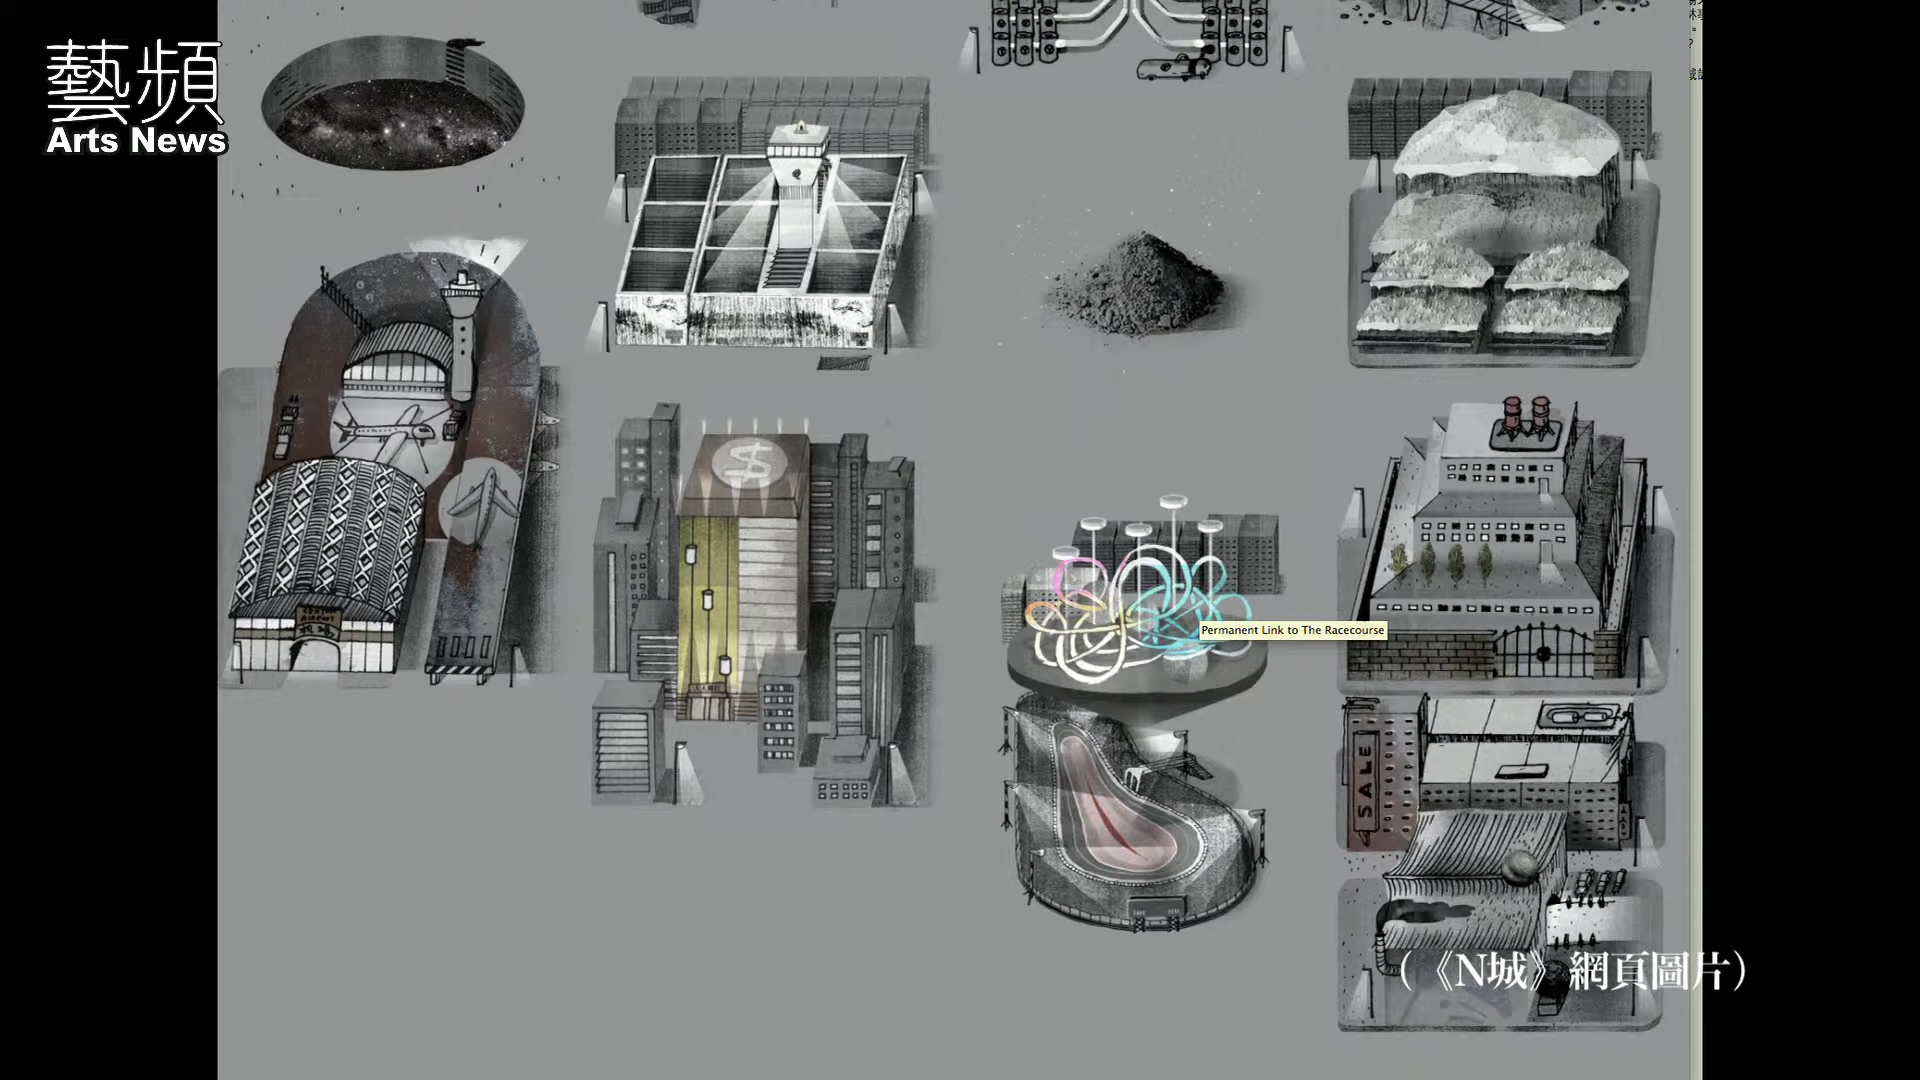 藝頻
Arts News
$
Permanent Link to The Racecourse
SALE
(《N城》網頁圖片)